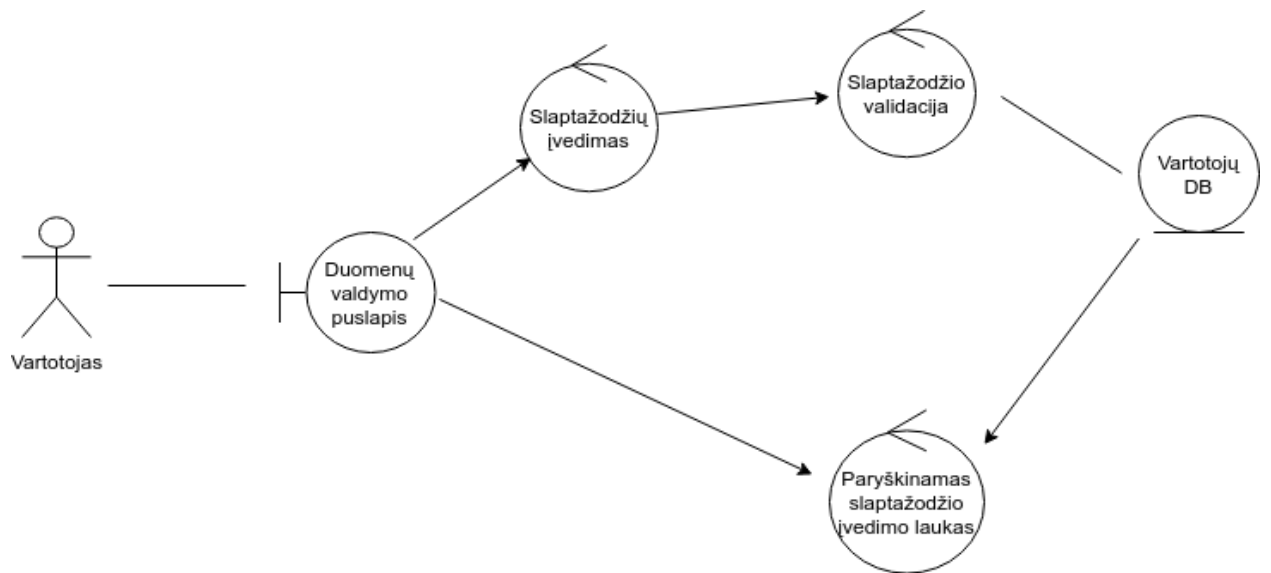 Slaptažodžių
įvedimas
Slaptažodžio
validacija
Vartotojų
DB
Duomenų
valdymo
puslapis
Vartotojas
Paryškinamas
slaptažodžio
įvedimo laukas